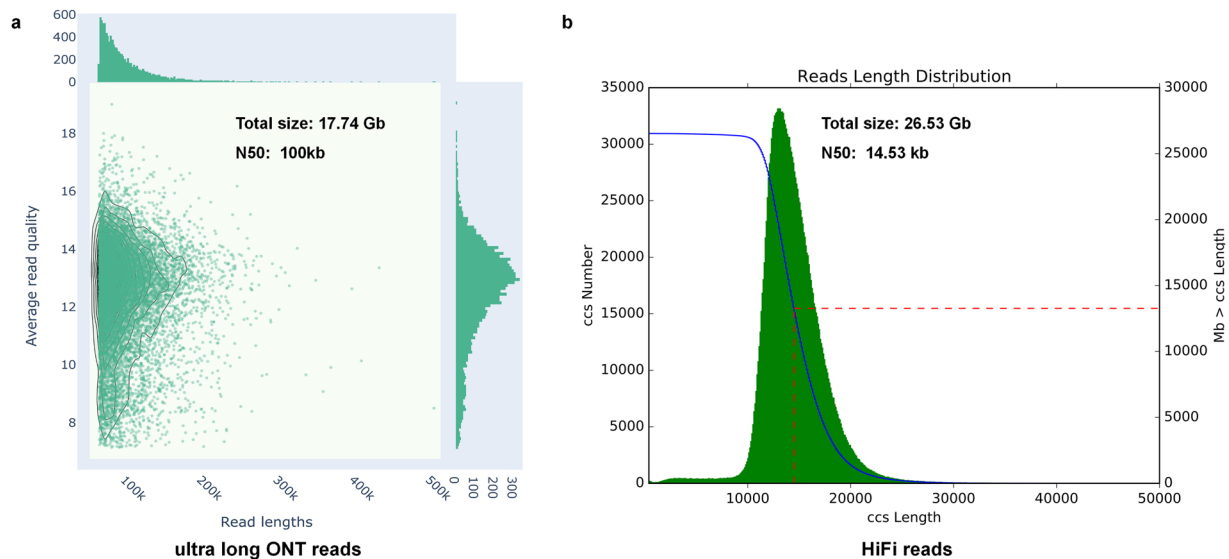 a
600
400
200
0
Total size: 17.74 Gb
N50: 100kb
Average read quality
18
16
14
12
10
8
0
100
200
300
100k
200k
300k
400k
500k
Read lengths
ultra long ONT reads
b
Reads Length Distribution
Total size: 26.53 Gb
N50: 14.53 kb
ccs Number
35000
30000
25000
20000
15000
10000
5000
0
30000
25000
20000
15000
10000
5000
0
Mb > ccs Length
10000
20000
30000
40000
50000
ccs Length
HiFi reads